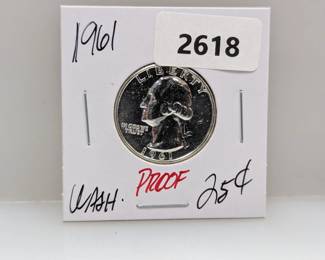 1961
2618
LIBERTY
IN GOD WE
TRUST
1961
WASH.
PROOF
25¢